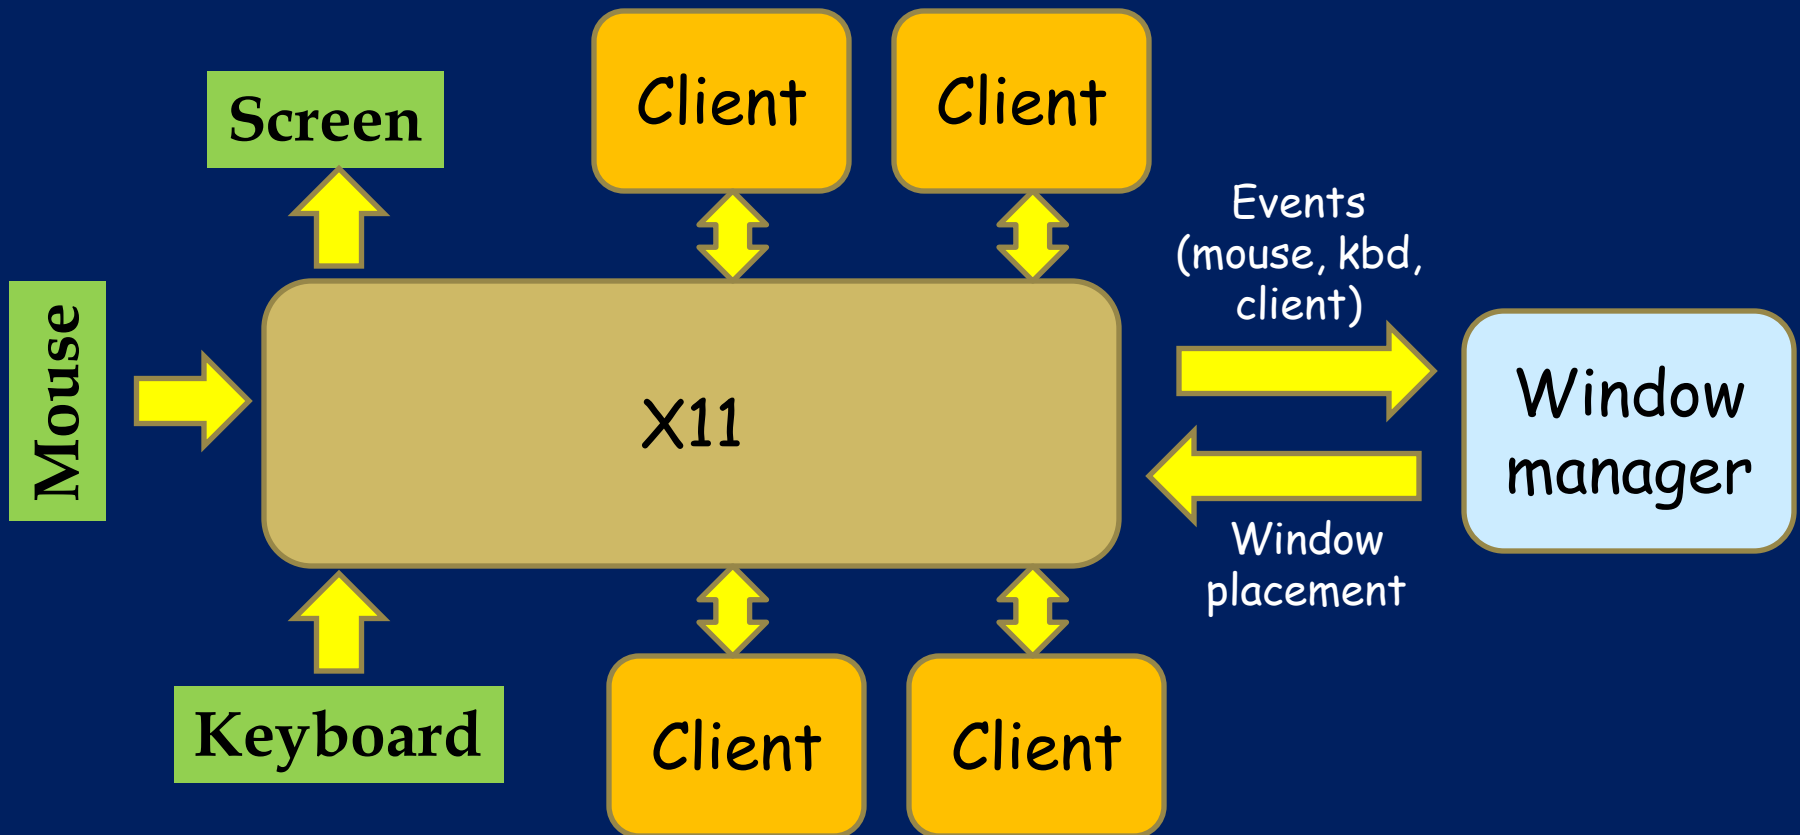 Client
Client
Screen
Events
(mouse, kbd,
client)
Mouse
X11
Window
manager
Window
placement
Keyboard
Client
Client